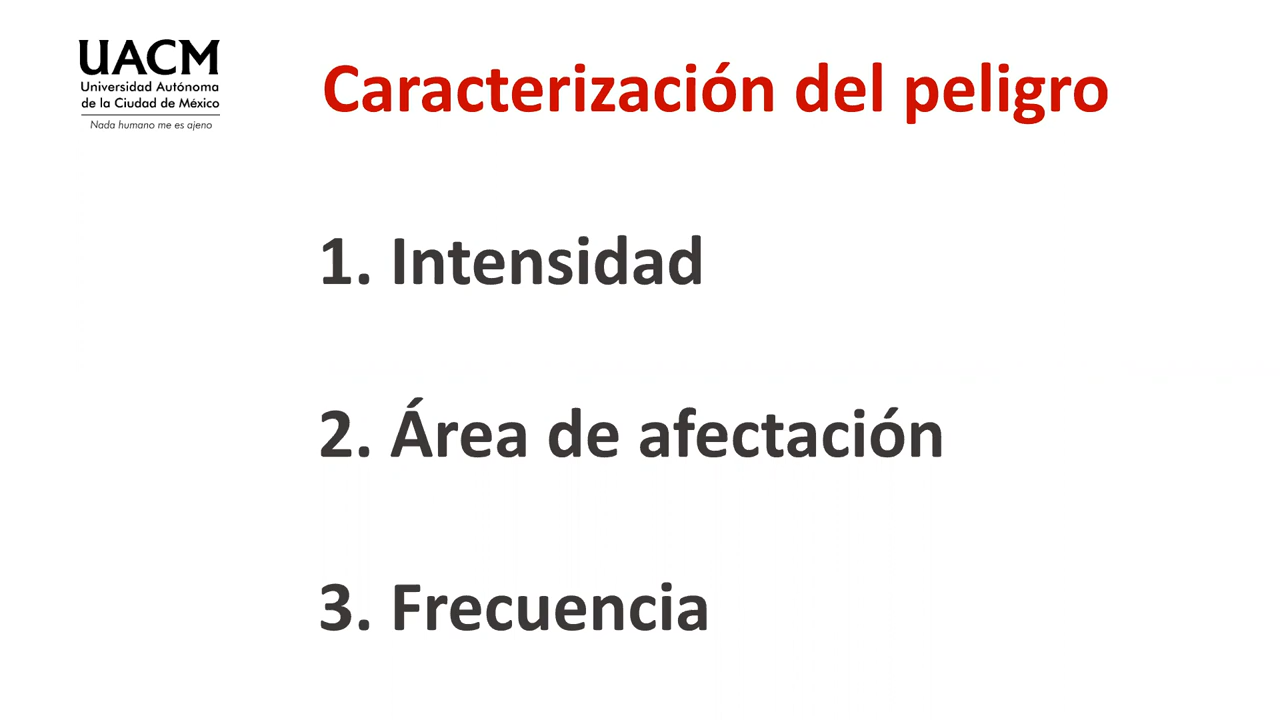 UACM
Universidad Autónoma
de la Ciudad de México
Nada humano me es ajeno
Caracterización del peligro
1. Intensidad
2. Área de afectación
3. Frecuencia